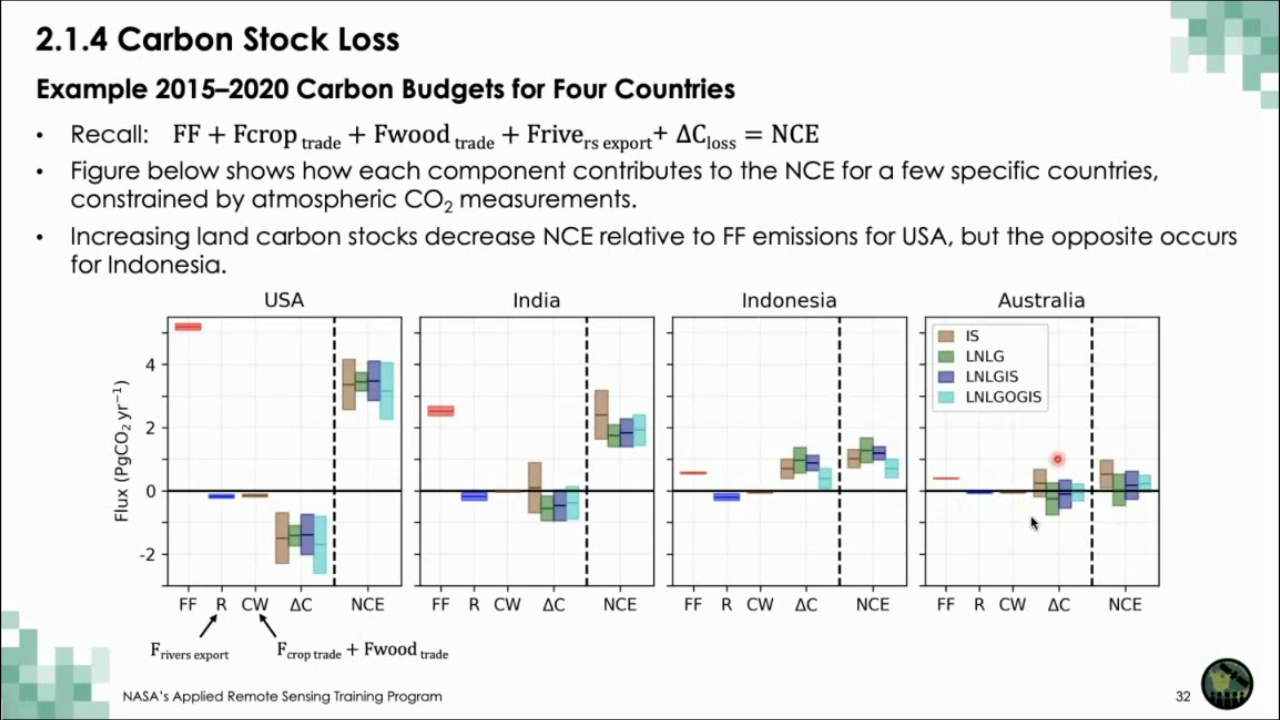 2.1.4 Carbon Stock Loss
Example 2015–2020 Carbon Budgets for Four Countries
• Recall: FF + Fcrop trade + Fwood trade + Frivers export+ ΔCloss = NCE
• Figure below shows how each component contributes to the NCE for a few specific countries,
constrained by atmospheric CO2 measurements.
• Increasing land carbon stocks decrease NCE relative to FF emissions for USA, but the opposite occurs
for Indonesia.
USA India Indonesia Australia
Flux (PgCO2 yr−1)
4
2
0
-2
IS
LNLG
LNLGIS
LNLGOGIS
FF R CW ΔC NCE FF R CW ΔC NCE FF R CW ΔC NCE FF R CW ΔC NCE
Frivers export Fcrop trade + Fwood trade
NASA's Applied Remote Sensing Training Program 32